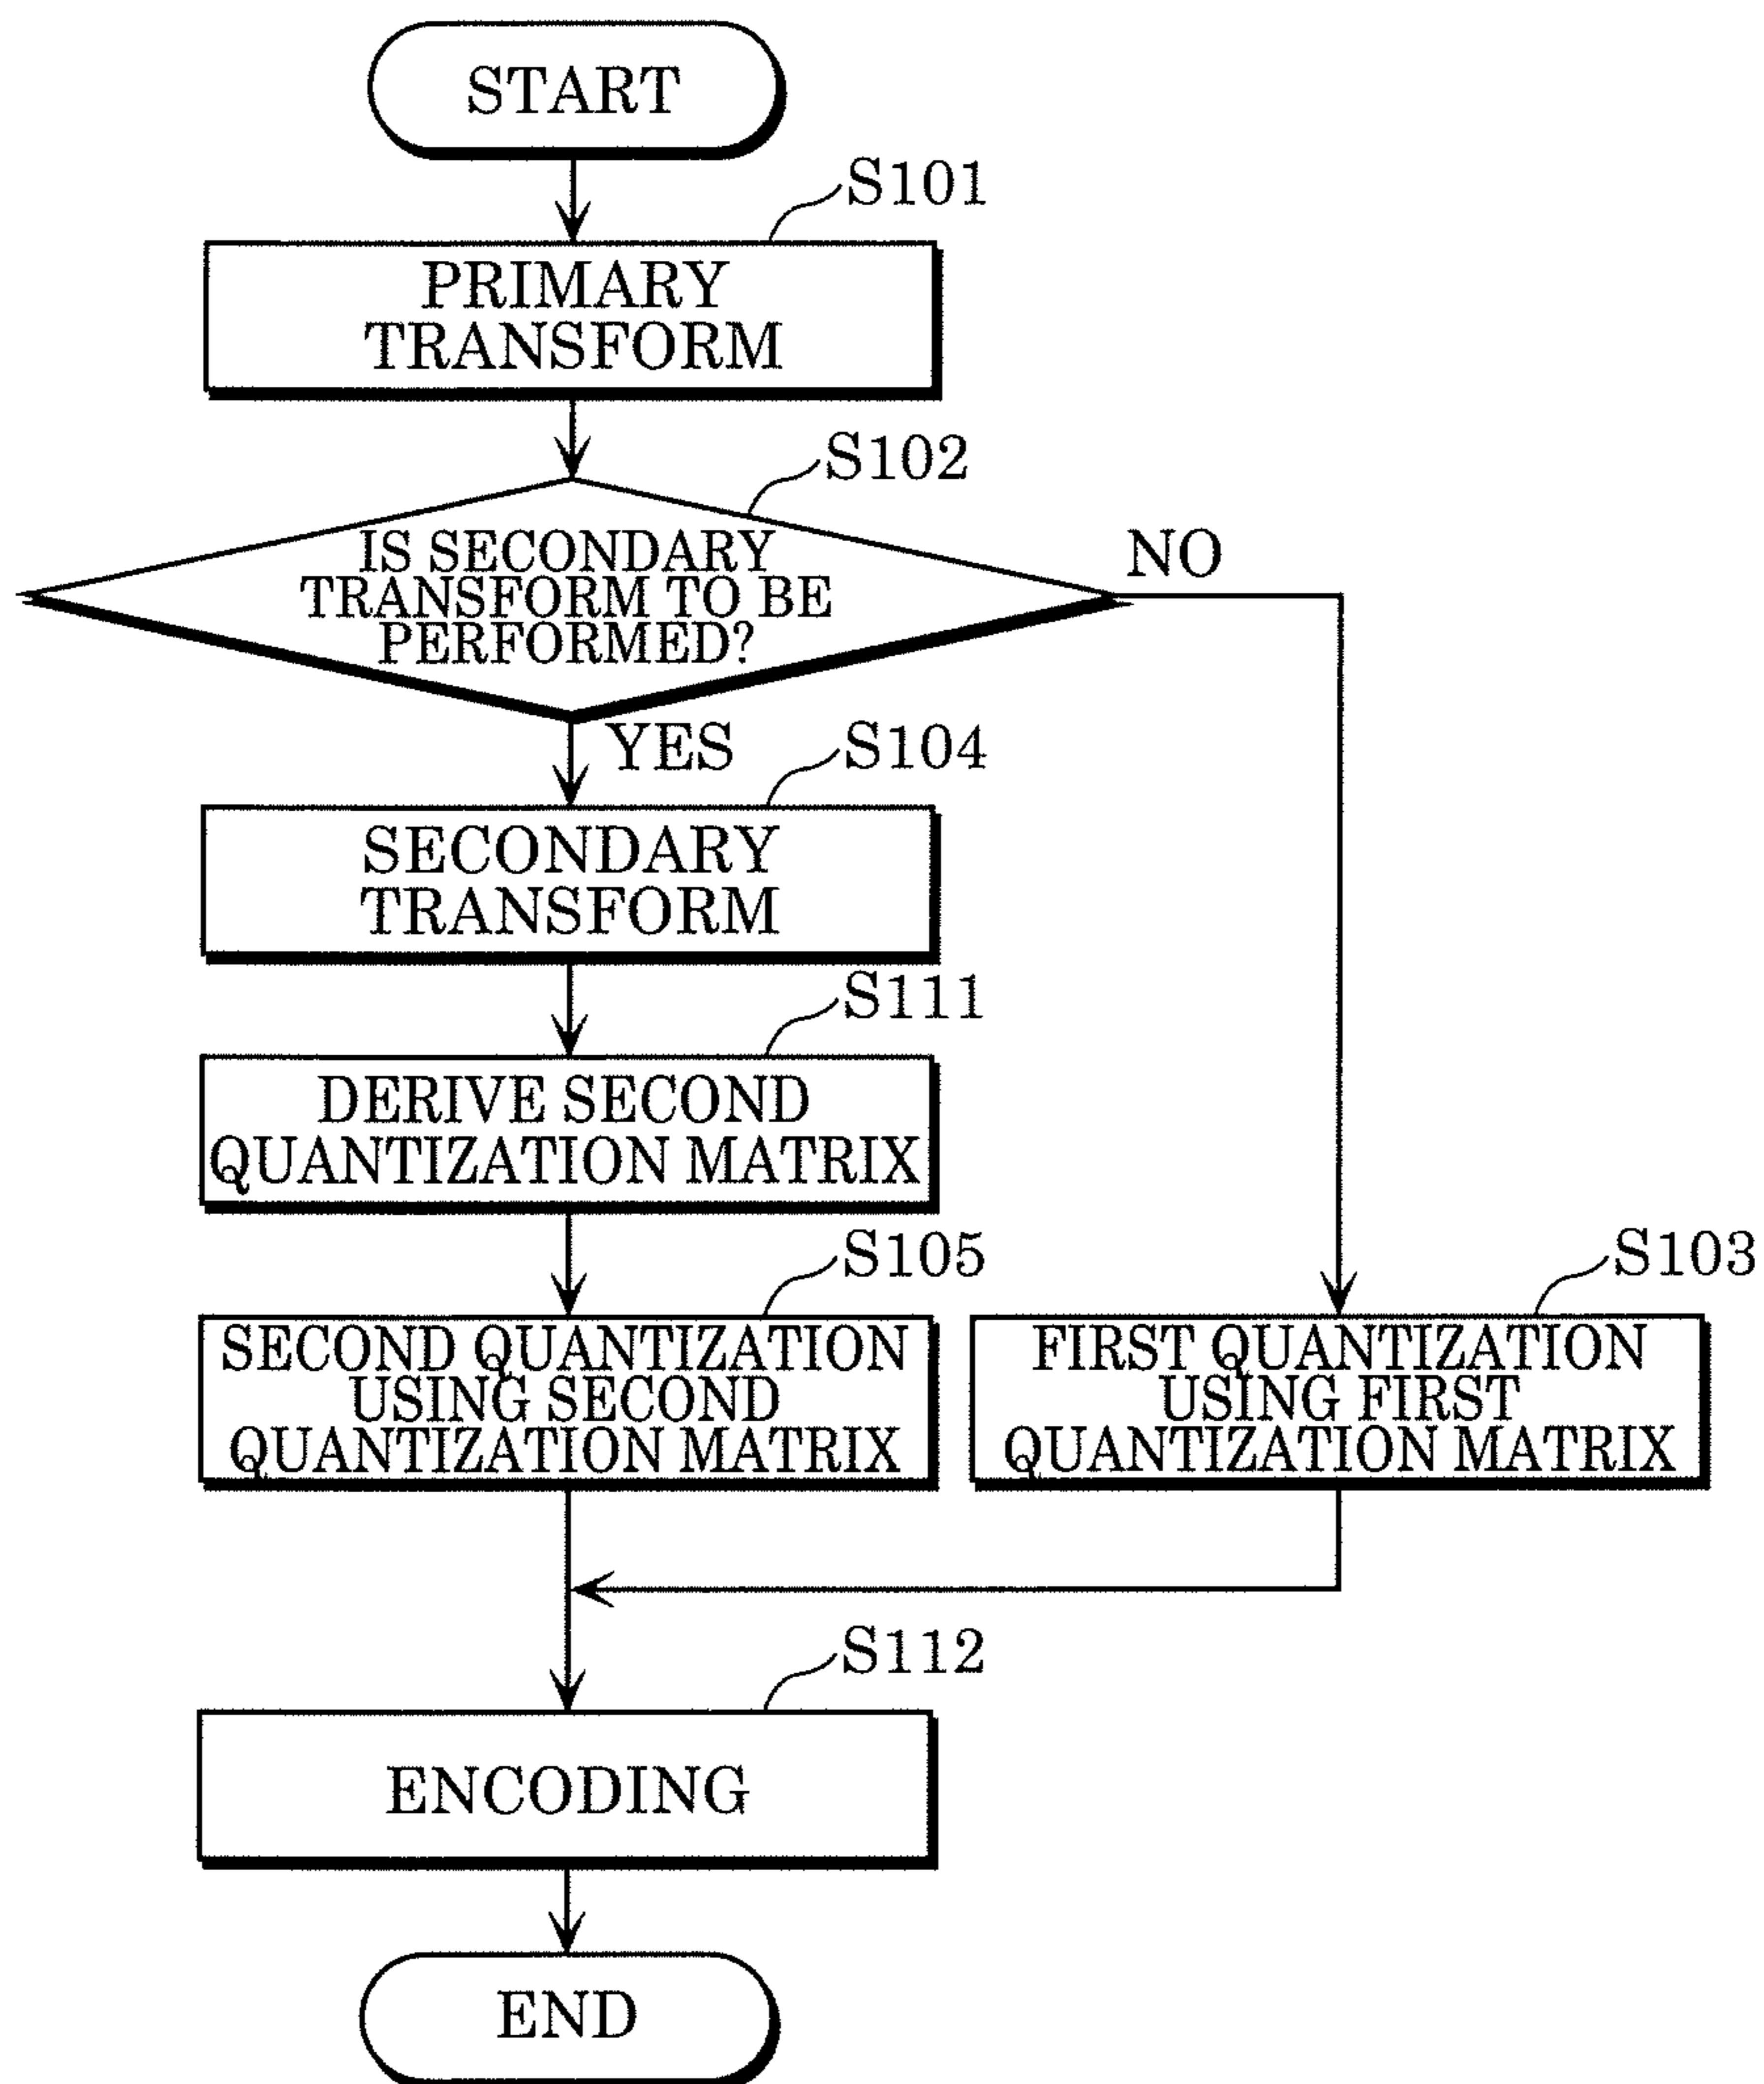 START
S101
PRIMARY
TRANSFORM
S102
IS SECONDARY
TRANSFORM TO BE
PERFORMED?
NO
YES
S104
SECONDARY
TRANSFORM
S111
DERIVE SECOND
QUANTIZATION MATRIX
S105
SECOND QUANTIZATION
USING SECOND
QUANTIZATION MATRIX
S103
FIRST QUANTIZATION
USING FIRST
QUANTIZATION MATRIX
S112
ENCODING
END